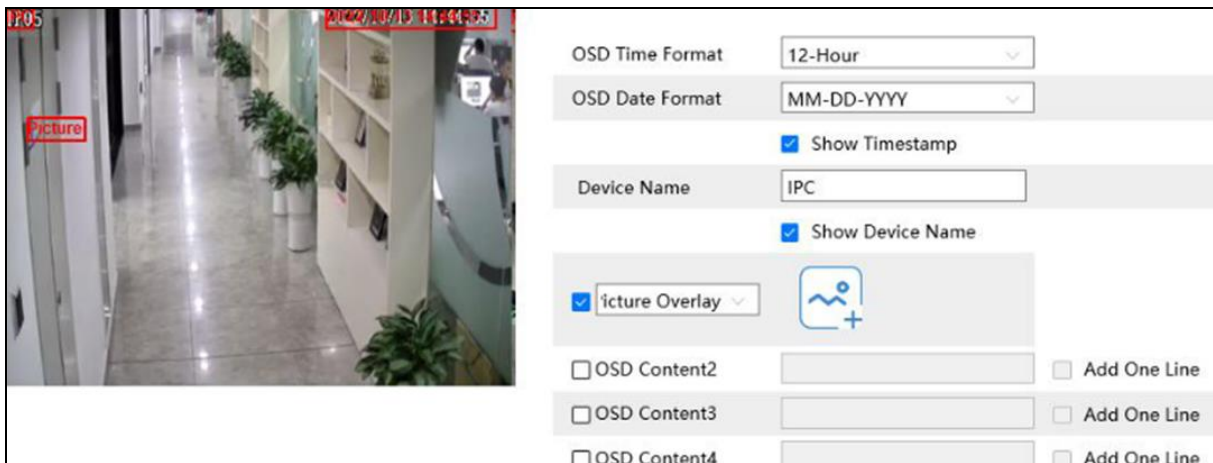 OSD Time Format 12-Hour
OSD Date Format MM-DD-YYYY
Show Timestamp
Picture
Device Name IPC
Show Device Name
icture Overlay
OSD Content2 Add One Line
OSD Content3 Add One Line
OSD Content4 Add One Line